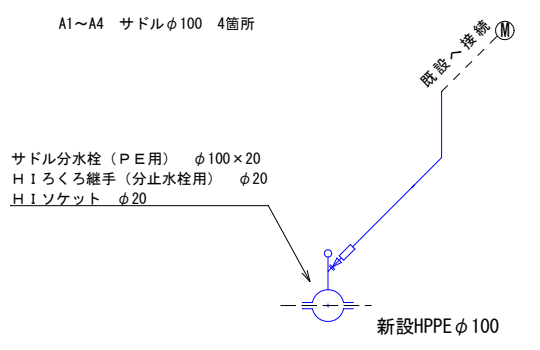 A1～A4 サドルφ100 4箇所
既設へ接続 Ⓜ
サドル分水栓（ＰＥ用） φ100×20
ＨＩろくろ継手（分止水栓用） φ20
ＨＩソケット φ20
新設HPPEφ100